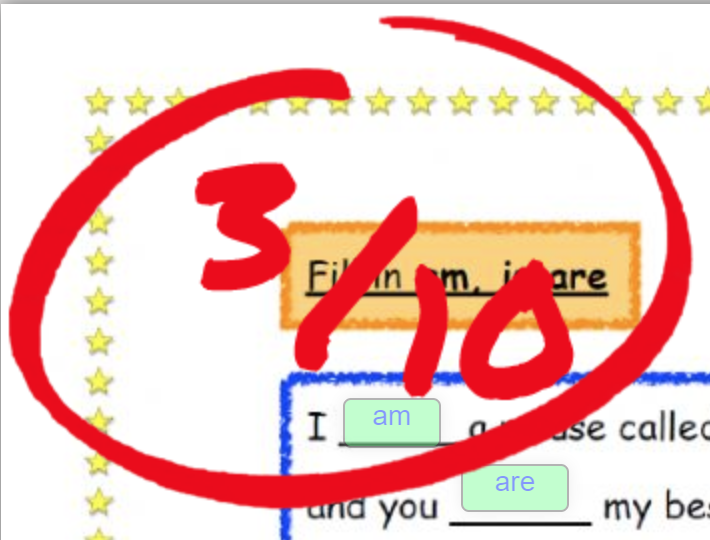 3/10
Fill in am, is, are
I am a mouse called
and you are my bes